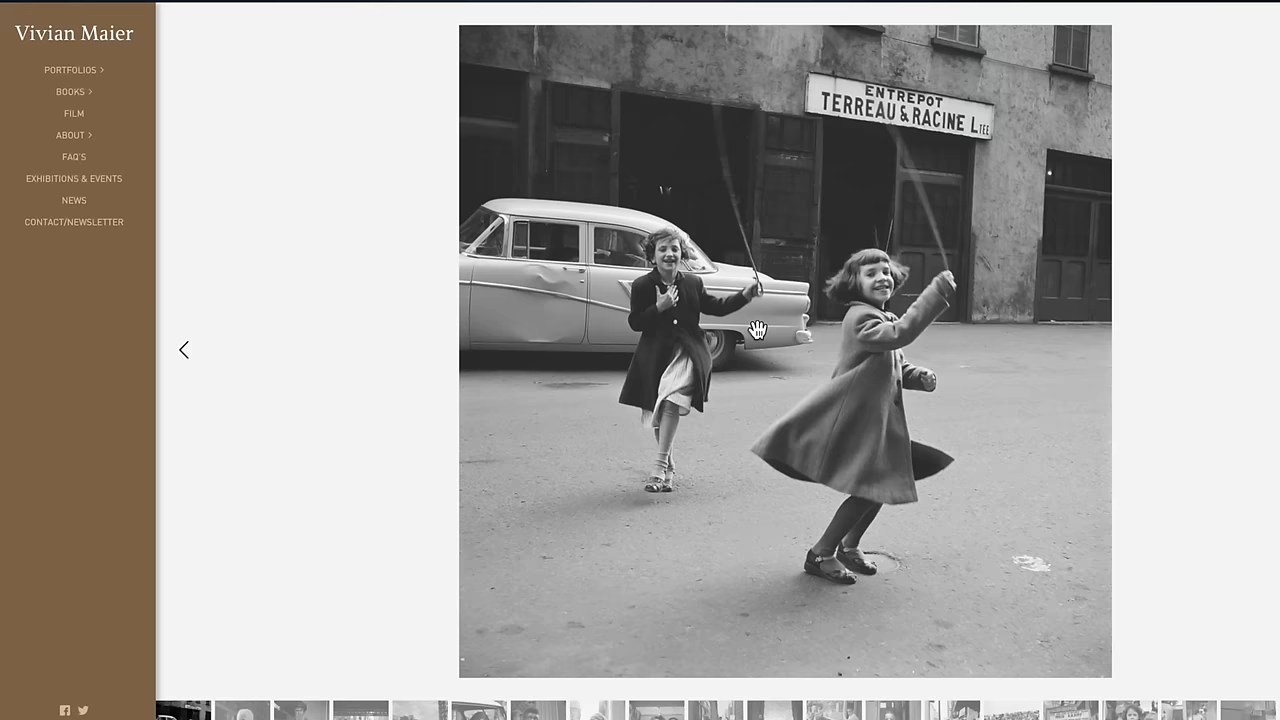 Vivian Maier
PORTFOLIOS >
BOOKS >
FILM
ABOUT >
FAQ'S
EXHIBITIONS & EVENTS
NEWS
CONTACT/NEWSLETTER
ENTREPOT
TERREAU & RACINE LTEE